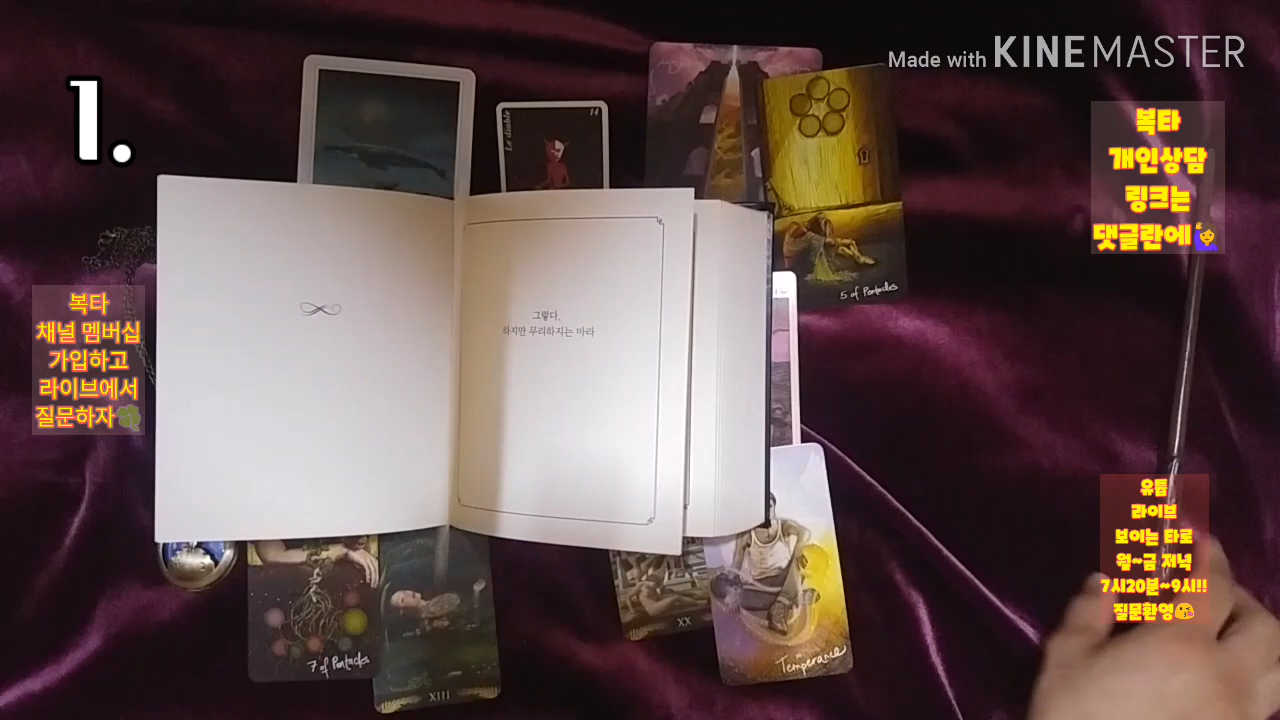 1.
Made with KINEMASTER
Le diable
14
5 of Pentacles
복타
개인상담
링크는
댓글란에🙋‍♀️
복타
채널 멤버십
가입하고
라이브에서
질문하자🍀
그렇다,
하지만 무리하지는 마라
7 of Pentacles
XIII
XX
Temperance
유튭
라이브
보이는 타로
월~금 저녁
7시20분~9시!!
질문환영😘